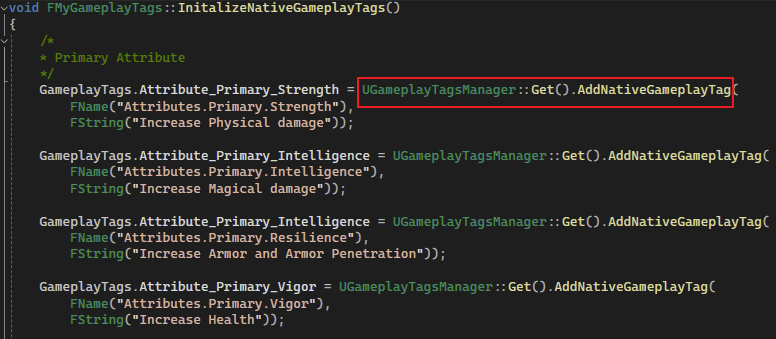 void FMyGameplayTags::InitalizeNativeGameplayTags()
{
/*
* Primary Attribute
*/
GameplayTags.Attribute_Primary_Strength = UGameplayTagsManager::Get().AddNativeGameplayTag(
FName("Attributes.Primary.Strength"),
FString("Increase Physical damage"));
GameplayTags.Attribute_Primary_Intelligence = UGameplayTagsManager::Get().AddNativeGameplayTag(
FName("Attributes.Primary.Intelligence"),
FString("Increase Magical damage"));
GameplayTags.Attribute_Primary_Intelligence = UGameplayTagsManager::Get().AddNativeGameplayTag(
FName("Attributes.Primary.Resilience"),
FString("Increase Armor and Armor Penetration"));
GameplayTags.Attribute_Primary_Vigor = UGameplayTagsManager::Get().AddNativeGameplayTag(
FName("Attributes.Primary.Vigor"),
FString("Increase Health"));